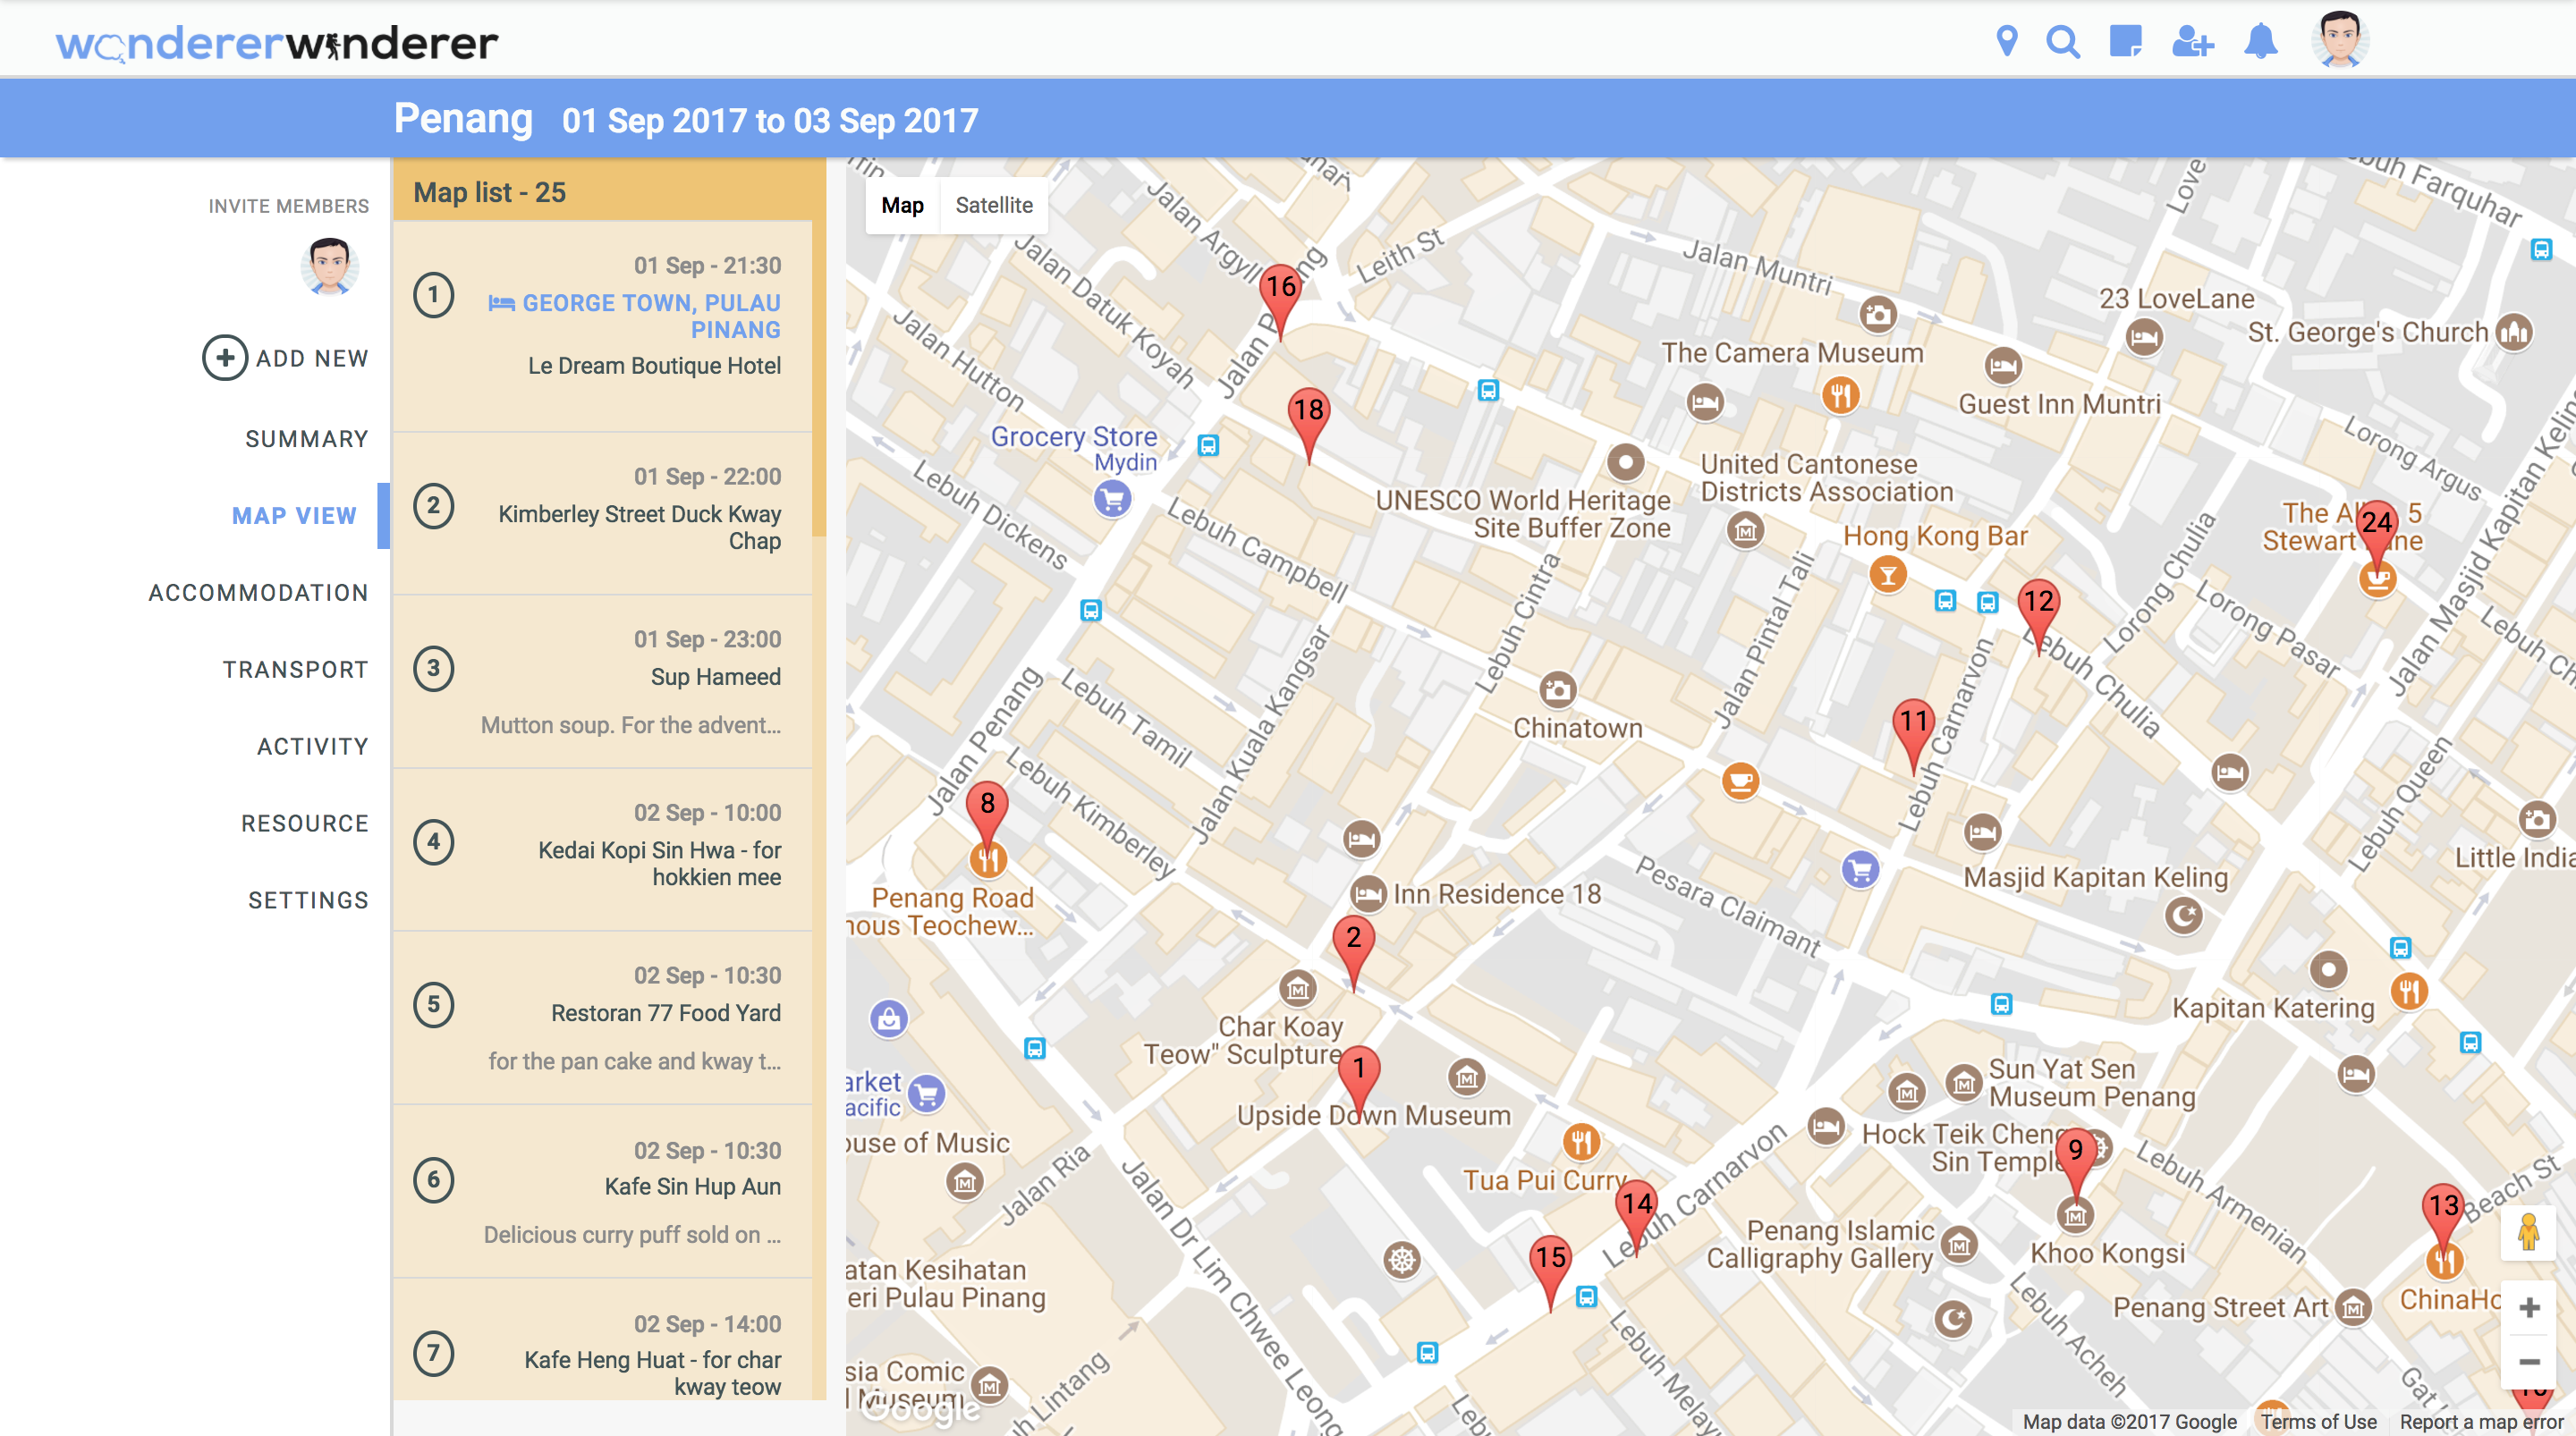 wondererwanderer
Penang 01 Sep 2017 to 03 Sep 2017
INVITE MEMBERS
ADD NEW
SUMMARY
MAP VIEW
ACCOMMODATION
TRANSPORT
ACTIVITY
RESOURCE
SETTINGS
Map list - 25
1
01 Sep - 21:30
GEORGE TOWN, PULAU
PINANG
Le Dream Boutique Hotel
2
01 Sep - 22:00
Kimberley Street Duck Kway
Chap
3
01 Sep - 23:00
Sup Hameed
Mutton soup. For the advent...
4
02 Sep - 10:00
Kedai Kopi Sin Hwa - for
hokkien mee
5
02 Sep - 10:30
Restoran 77 Food Yard
for the pan cake and kway t...
6
02 Sep - 10:30
Kafe Sin Hup Aun
Delicious curry puff sold on ...
7
02 Sep - 14:00
Kafe Heng Huat - for char
kway teow
Map Satellite
Jalan Argyll
Leith St
Jalan Muntri
Love
buh Farquhar
Jalan Datuk Koyah
Jalan Hutton
16
23 LoveLane
St. George's Church
The Camera Museum
Guest Inn Muntri
18
Grocery Store
Mydin
Lebuh Dickens
Lebuh Campbell
UNESCO World Heritage
Site Buffer Zone
United Cantonese
Districts Association
Hong Kong Bar
Lorong Argus
Jalan Masjid Kapitan Keling
The Al 5
Stewart ne
24
12
Lorong Chulia
Lorong Pasar
Lebuh Chulia
Lebuh Ch
Lebuh Cintra
Jalan Pintal Tali
Jalan Kuala Kangsar
Lebuh Tamil
Jalan Penang
Lebuh Kimberley
Chinatown
11
Lebuh Carnarvon
Lebuh Queen
Little India
8
Penang Road
nous Teochew...
Inn Residence 18
Pesara Claimant
Masjid Kapitan Keling
2
Kapitan Katering
Char Koay
Teow" Sculpture
1
Upside Down Museum
Sun Yat Sen
Museum Penang
arket
acific
ouse of Music
Jalan Ria
Jalan Dr Lim Chwee Leong
Tua Pui Curry
14
Lebuh Carnarvon
Hock Teik Cheng
Sin Temple
9
Lebuh Armenian
Beach St
13
15
Penang Islamic
Calligraphy Gallery
Khoo Kongsi
atan Kesihatan
eri Pulau Pinang
Lebuh Acheh
Penang Street Art
ChinaHo
Lebuh Melayu
sia Comic
l Museum
h Lintang
Leb
Gat L
Google
Map data ©2017 Google Terms of Use Report a map error